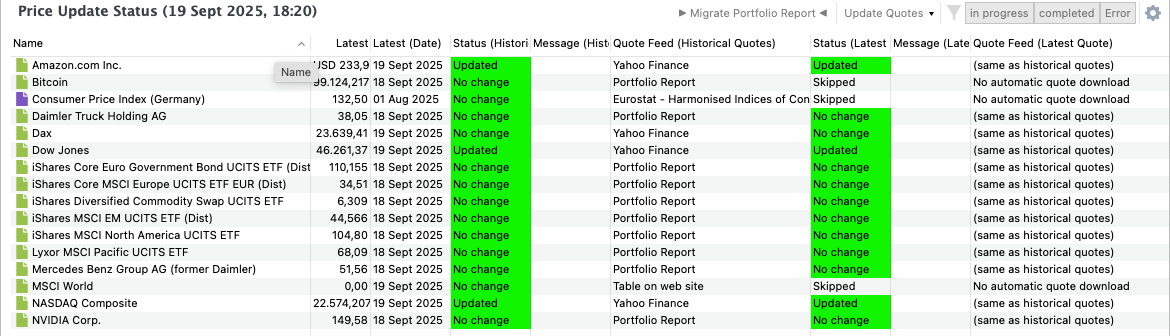 Price Update Status (19 Sept 2025, 18:20)
Migrate Portfolio Report Update Quotes in progress completed Error
Name Latest Latest (Date) Status (Histori Message (Hist Quote Feed (Historical Quotes) Status (Latest Message (Late Quote Feed (Latest Quote)
Amazon.com Inc. USD 233,9 19 Sept 2025 Updated Yahoo Finance Updated (same as historical quotes)
Name
Bitcoin 99.124,217 18 Sept 2025 No change Portfolio Report Skipped No automatic quote download
Consumer Price Index (Germany) 132,50 01 Aug 2025 No change Eurostat - Harmonised Indices of Con Skipped No automatic quote download
Daimler Truck Holding AG 38,05 18 Sept 2025 No change Portfolio Report No change (same as historical quotes)
Dax 23.639,41 19 Sept 2025 No change Yahoo Finance No change (same as historical quotes)
Dow Jones 46.261,37 19 Sept 2025 Updated Yahoo Finance Updated (same as historical quotes)
iShares Core Euro Government Bond UCITS ETF (Dist 110,155 18 Sept 2025 No change Portfolio Report No change (same as historical quotes)
iShares Core MSCI Europe UCITS ETF EUR (Dist) 34,51 18 Sept 2025 No change Portfolio Report No change (same as historical quotes)
iShares Diversified Commodity Swap UCITS ETF 6,309 18 Sept 2025 No change Portfolio Report No change (same as historical quotes)
iShares MSCI EM UCITS ETF (Dist) 44,566 18 Sept 2025 No change Portfolio Report No change (same as historical quotes)
iShares MSCI North America UCITS ETF 104,80 18 Sept 2025 No change Portfolio Report No change (same as historical quotes)
Lyxor MSCI Pacific UCITS ETF 68,09 18 Sept 2025 No change Portfolio Report No change (same as historical quotes)
Mercedes Benz Group AG (former Daimler) 51,56 18 Sept 2025 No change Portfolio Report No change (same as historical quotes)
MSCI World 0,00 19 Sept 2025 No change Table on web site Skipped No automatic quote download
NASDAQ Composite 22.574,207 19 Sept 2025 Updated Yahoo Finance Updated (same as historical quotes)
NVIDIA Corp. 149,58 18 Sept 2025 No change Portfolio Report No change (same as historical quotes)